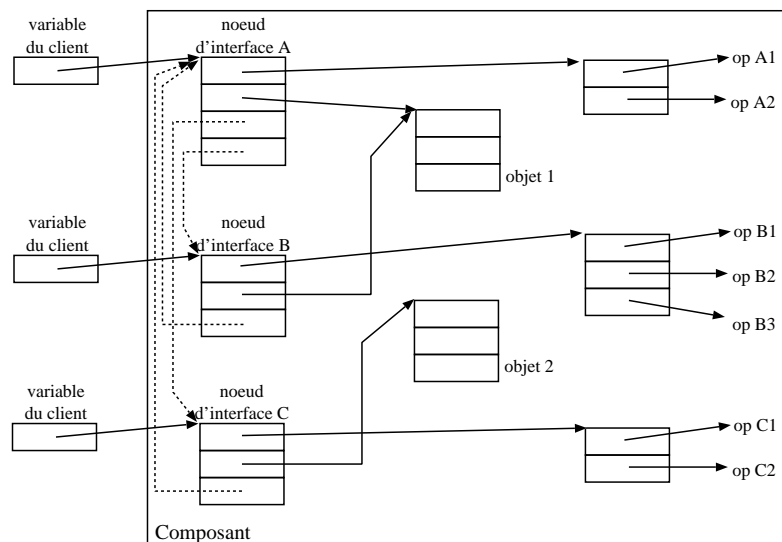 variable
du client
noeud
d'interface A
op A1
op A2
objet 1
variable
du client
noeud
d'interface B
op B1
op B2
op B3
objet 2
variable
du client
noeud
d'interface C
op C1
op C2
Composant